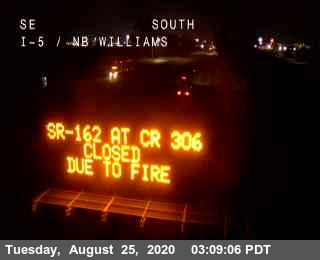 SE SOUTH
I-5 / NB WILLIAMS
SR-162 AT CR 306
CLOSED
DUE TO FIRE
Tuesday, August 25, 2020 03:09:06 PDT